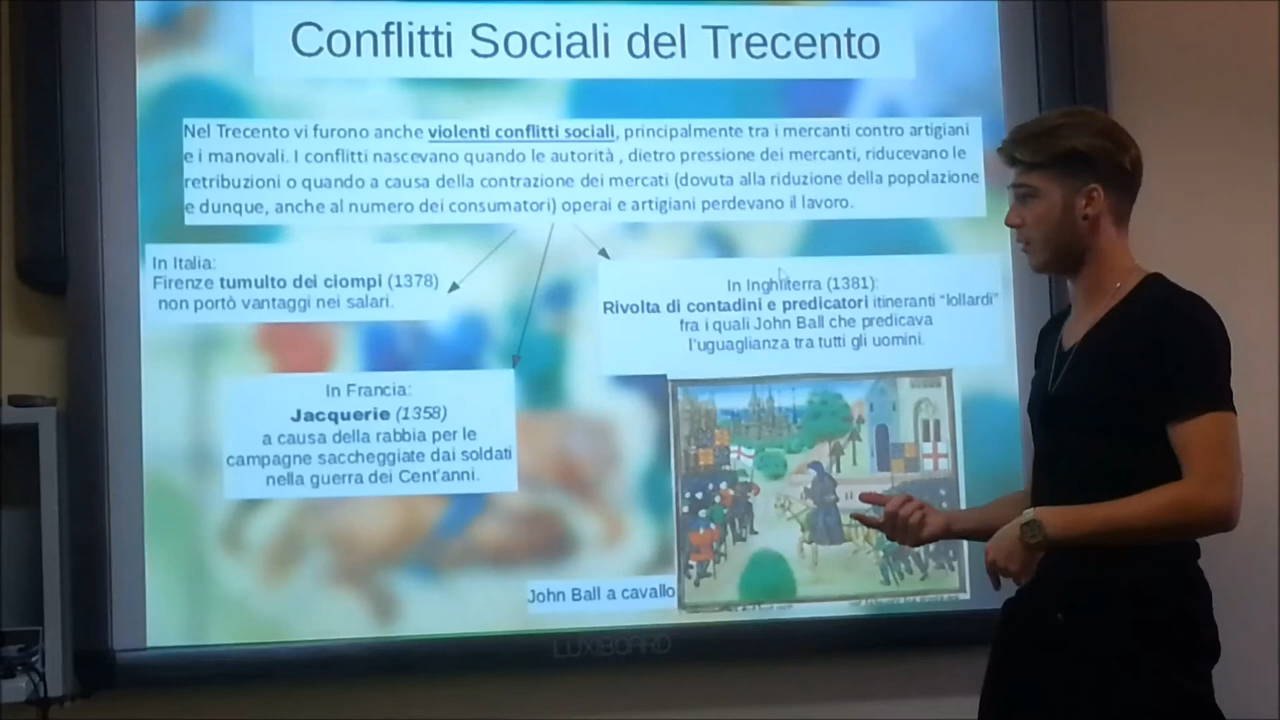 Conflitti Sociali del Trecento
Nel Trecento vi furono anche violenti conflitti sociali, principalmente tra i mercanti contro artigiani
e i manovali. I conflitti nascevano quando le autorità , dietro pressione dei mercanti, riducevano le
retribuzioni o quando a causa della contrazione dei mercati (dovuta alla riduzione della popolazione
e dunque, anche al numero dei consumatori) operai e artigiani perdevano il lavoro.
In Italia:
Firenze tumulto dei ciompi (1378)
non portò vantaggi nei salari.
In Inghilterra (1381):
Rivolta di contadini e predicatori itineranti “lollardi”
fra i quali John Ball che predicava
l'uguaglianza tra tutti gli uomini.
In Francia:
Jacquerie (1358)
a causa della rabbia per le
campagne saccheggiate dai soldati
nella guerra dei Cent'anni.
John Ball a cavallo
LUXIBOARD